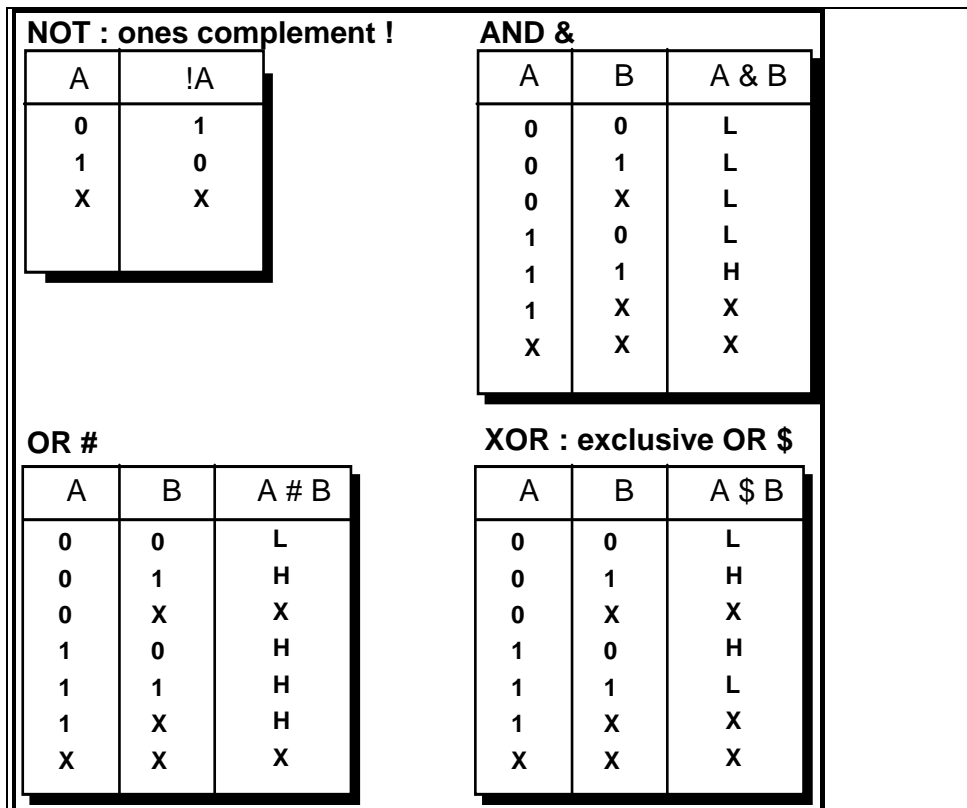 NOT : ones complement !
A !A
0 1
1 0
X X
AND &
A B A & B
0 0 L
0 1 L
0 X L
1 0 L
1 1 H
1 X X
X X X
OR #
A B A # B
0 0 L
0 1 H
0 X X
1 0 H
1 1 H
1 X H
X X X
XOR : exclusive OR $
A B A $ B
0 0 L
0 1 H
0 X X
1 0 H
1 1 L
1 X X
X X X